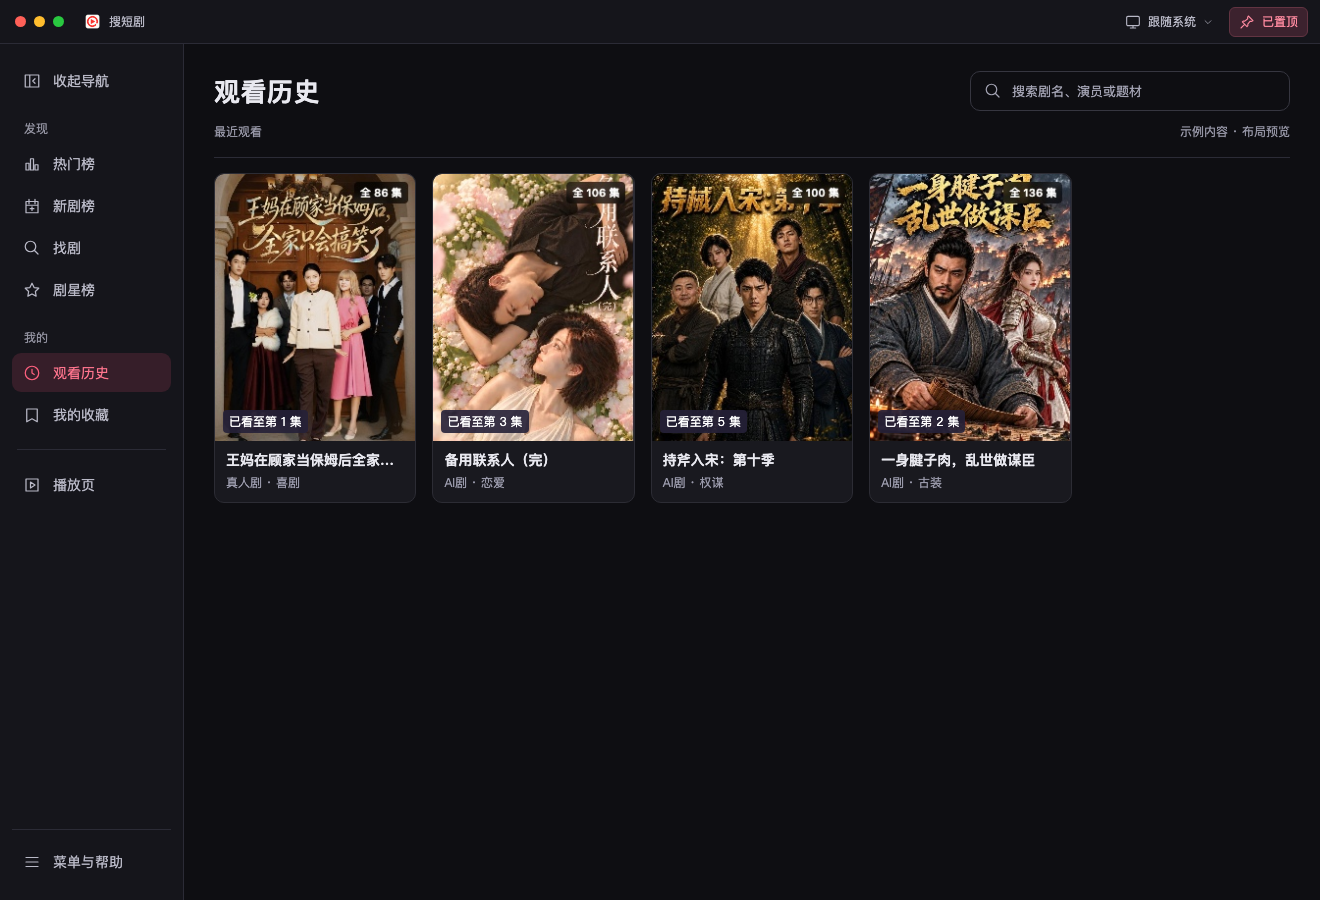 搜短剧
跟随系统
已置顶
收起导航
发现
热门榜
新剧榜
找剧
剧星榜
我的
观看历史
我的收藏
播放页
菜单与帮助
观看历史
搜索剧名、演员或题材
最近观看
示例内容 · 布局预览
全 86 集
王妈在顾家当保姆后,
全家只会搞笑了
已看至第 1 集
王妈在顾家当保姆后全家...
真人剧 · 喜剧
全 106 集
用联系人
(完)
已看至第 3 集
备用联系人（完）
AI剧 · 恋爱
全 100 集
持械入宋:第十季
已看至第 5 集
持斧入宋：第十季
AI剧 · 权谋
全 136 集
一身腱子肉
乱世做谋臣
已看至第 2 集
一身腱子肉，乱世做谋臣
AI剧 · 古装